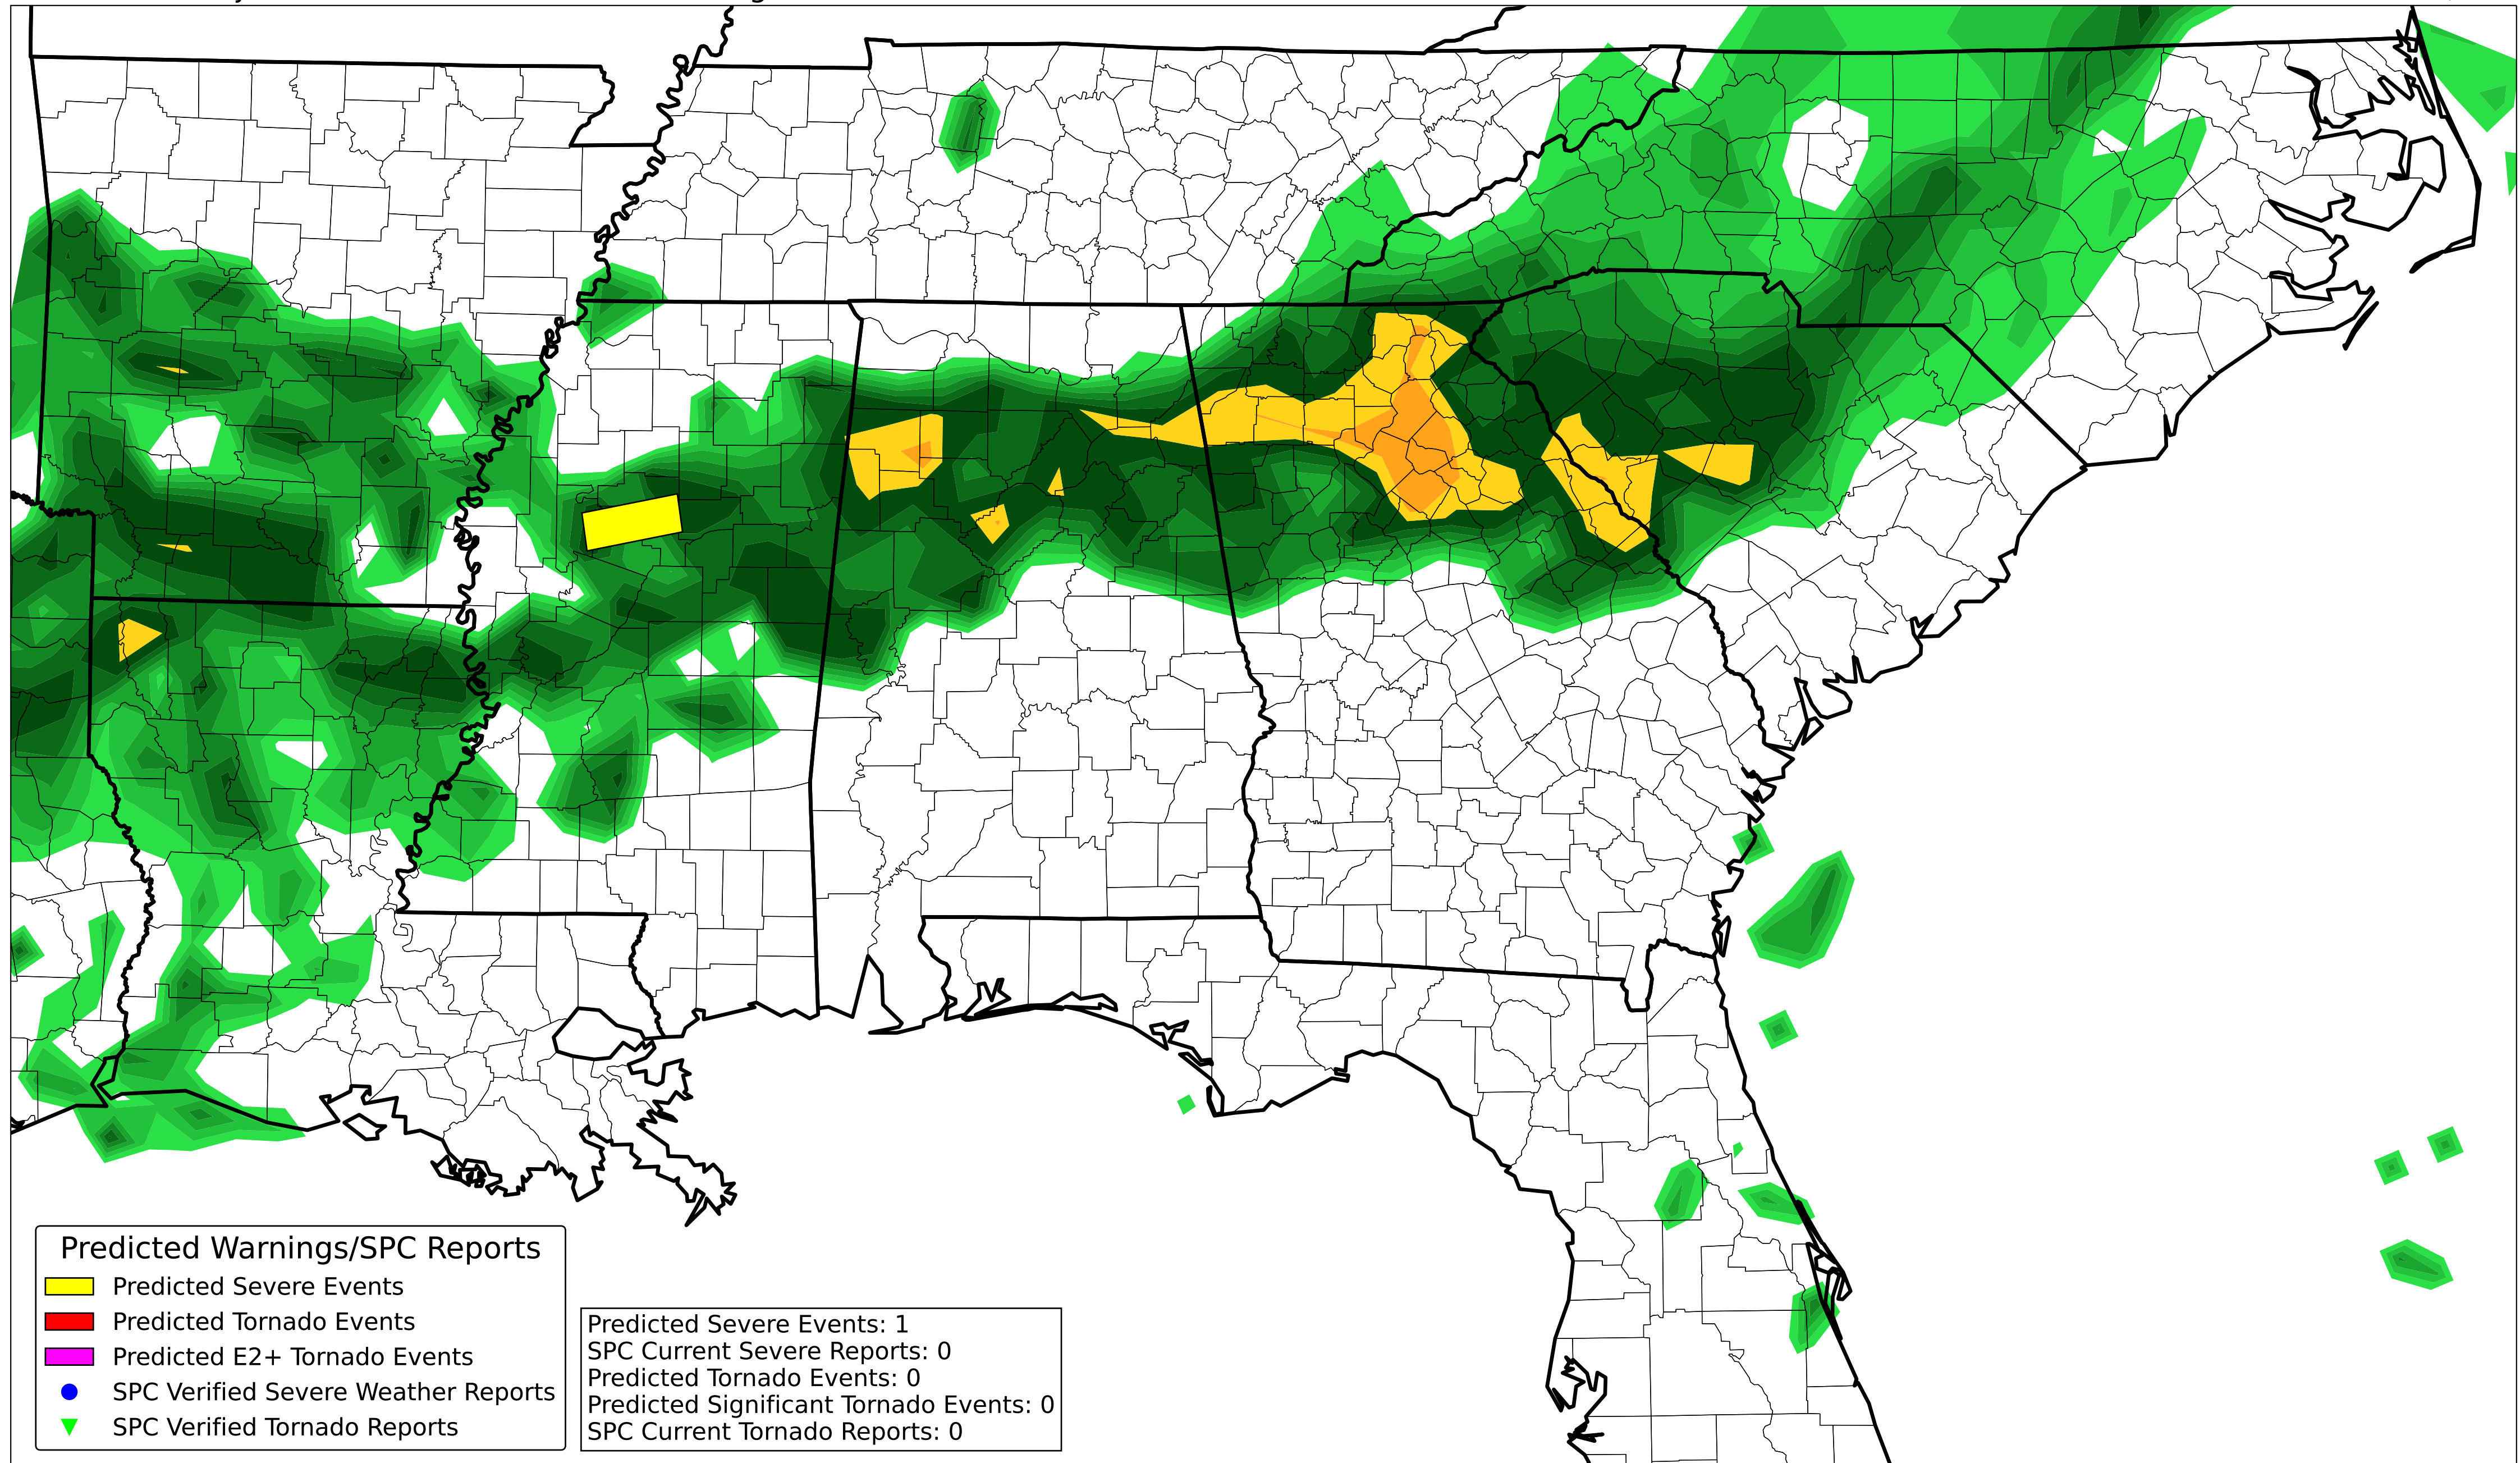 Predicted Warnings/SPC Reports
Predicted Severe Events
Predicted Tornado Events
Predicted E2+ Tornado Events
SPC Verified Severe Weather Reports
SPC Verified Tornado Reports
Predicted Severe Events: 1
SPC Current Severe Reports: 0
Predicted Tornado Events: 0
Predicted Significant Tornado Events: 0
SPC Current Tornado Reports: 0